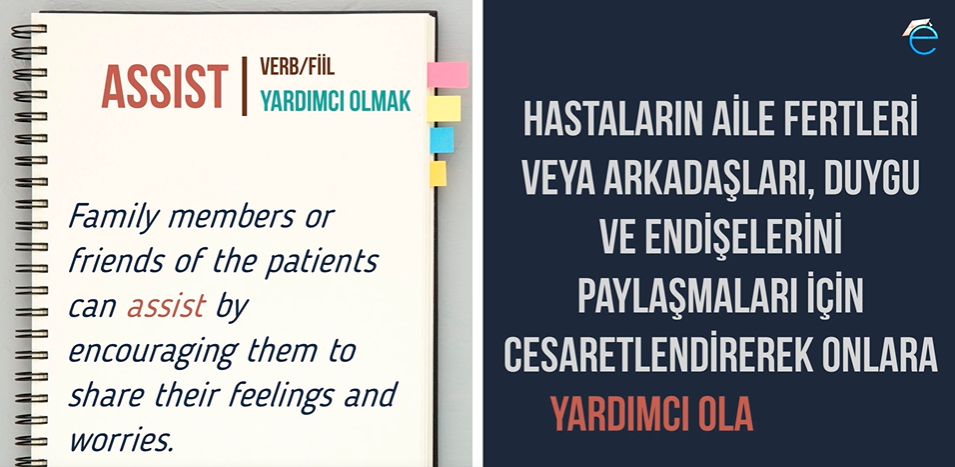 ASSIST
VERB/FİİL
YARDIMCI OLMAK
Family members or
friends of the patients
can assist by
encouraging them to
share their feelings and
worries.
HASTALARIN AİLE FERTLERİ
VEYA ARKADAŞLARI, DUYGU
VE ENDİŞELERİNİ
PAYLAŞMALARI İÇİN
CESARETLENDİREREK ONLARA
YARDIMCI OLA